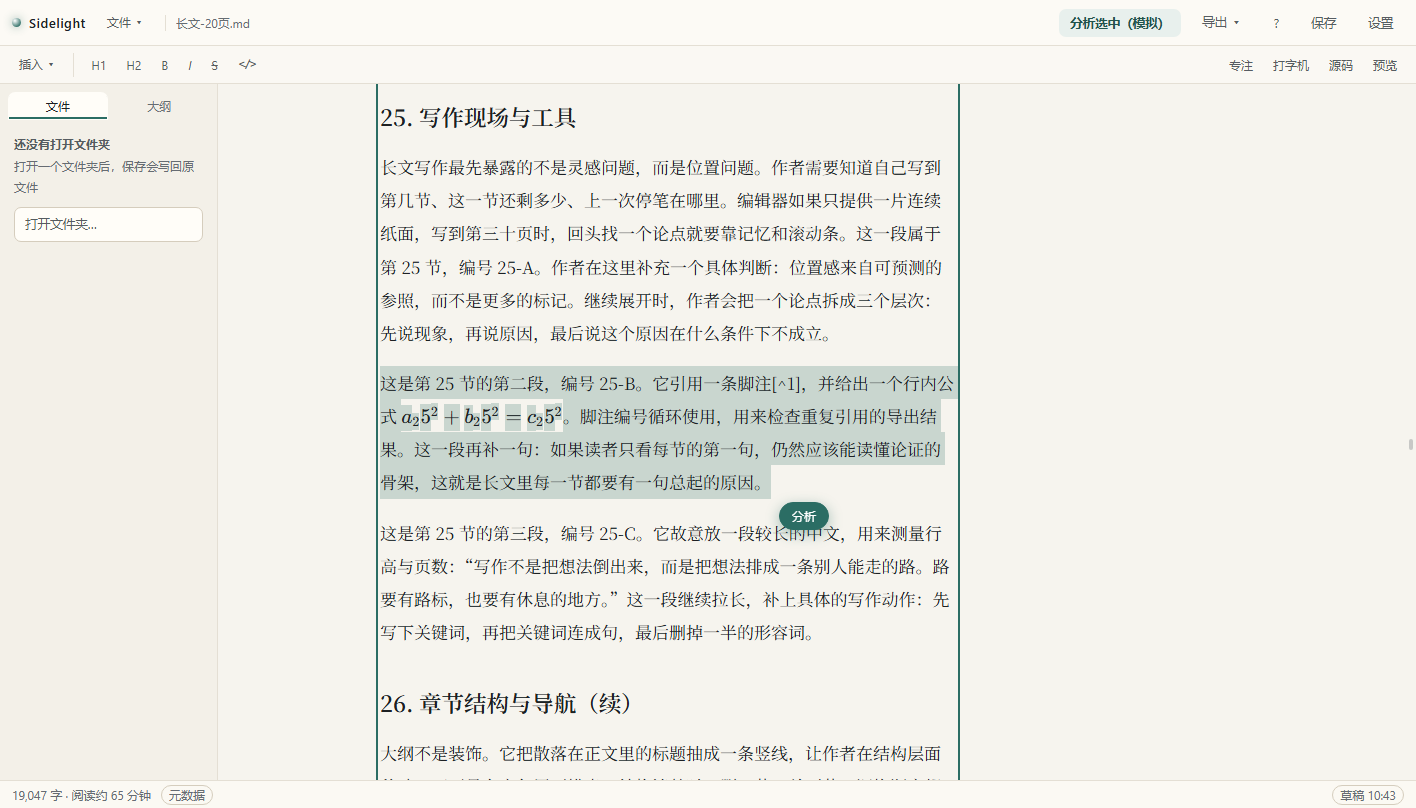 Sidelight 文件 长文-20页.md 分析选中（模拟） 导出 ? 保存 设置
插入 H1 H2 B I S </> 专注 打字机 源码 预览
文件 大纲
还没有打开文件夹
打开一个文件夹后，保存会写回原
文件
打开文件夹...
25. 写作现场与工具
长文写作最先暴露的不是灵感问题，而是位置问题。作者需要知道自己写到
第几节、这一节还剩多少、上一次停笔在哪里。编辑器如果只提供一片连续
纸面，写到第三十页时，回头找一个论点就要靠记忆和滚动条。这一段属于
第 25 节，编号 25-A。作者在这里补充一个具体判断：位置感来自可预测的
参照，而不是更多的标记。继续展开时，作者会把一个论点拆成三个层次：
先说现象，再说原因，最后说这个原因在什么条件下不成立。
这是第 25 节的第二段，编号 25-B。它引用一条脚注[^1]，并给出一个行内公
式 a₂5² + b₂5² = c₂5²。脚注编号循环使用，用来检查重复引用的导出结
果。这一段再补一句：如果读者只看每节的第一句，仍然应该能读懂论证的
骨架，这就是长文里每一节都要有一句总起的原因。
分析
这是第 25 节的第三段，编号 25-C。它故意放一段较长的中文，用来测量行
高与页数：“写作不是把想法倒出来，而是把想法排成一条别人能走的路。路
要有路标，也要有休息的地方。”这一段继续拉长，补上具体的写作动作：先
写下关键词，再把关键词连成句，最后删掉一半的形容词。
26. 章节结构与导航（续）
大纲不是装饰。它把散落在正文里的标题抽成一条竖线，让作者在结构层面
19,047 字 · 阅读约 65 分钟 元数据 草稿 10:43